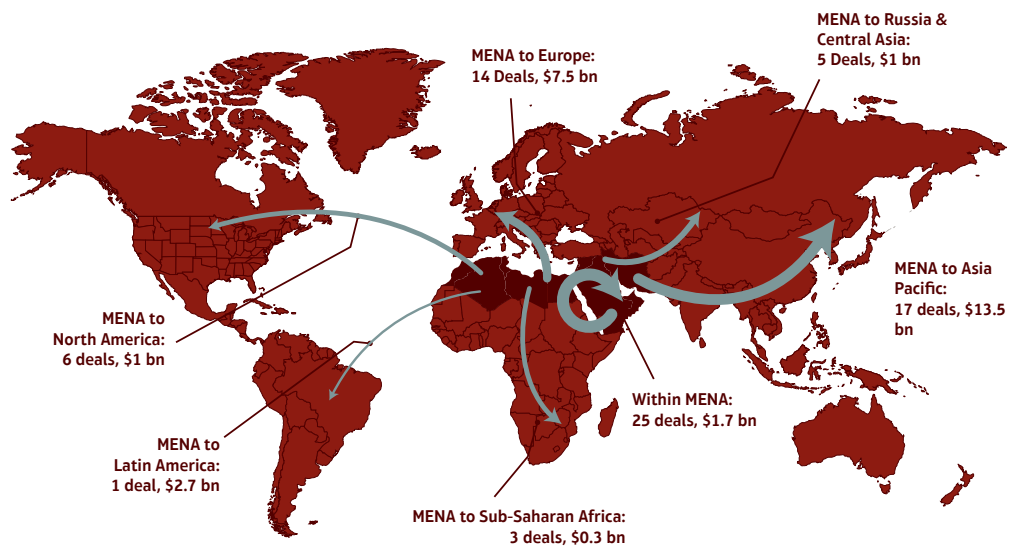 MENA to Russia &
Central Asia:
5 Deals, $1 bn
MENA to Europe:
14 Deals, $7.5 bn
MENA to Asia
Pacific:
17 deals, $13.5
bn
MENA to
North America:
6 deals, $1 bn
Within MENA:
25 deals, $1.7 bn
MENA to
Latin America:
1 deal, $2.7 bn
MENA to Sub-Saharan Africa:
3 deals, $0.3 bn